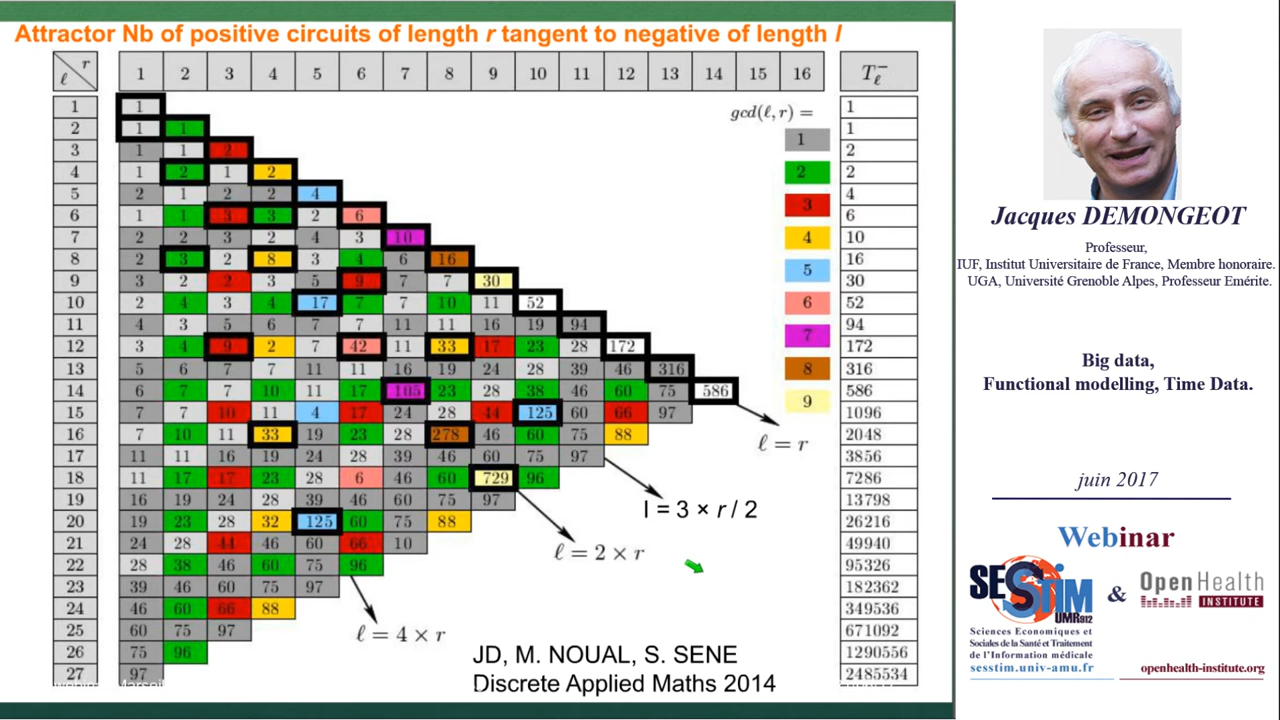 Attractor Nb of positive circuits of length r tangent to negative of length l
ℓ r 1 2 3 4 5 6 7 8 9 10 11 12 13 14 15 16 T_ℓ^-
1 1 1
2 1 1 1
3 1 1 2 2
4 1 2 1 2 2
5 2 1 2 2 4 4
6 1 1 3 3 2 6 6
7 2 2 3 2 4 3 10 10
8 2 3 2 8 3 4 6 16 16
9 3 2 2 3 5 9 7 7 30 30
10 2 4 3 4 17 7 7 10 11 52 52
11 4 3 5 6 7 7 11 11 16 19 94 94
12 3 4 9 2 7 42 11 33 17 23 28 172 172
13 5 6 7 7 11 11 16 19 24 28 39 46 316 316
14 6 7 7 10 11 17 105 23 28 38 46 60 75 586 586
15 7 7 10 11 4 17 24 28 44 125 60 66 97 1096
16 7 10 11 33 19 23 28 278 46 60 75 88 2048
17 11 11 16 19 24 28 39 46 60 75 97 3856
18 11 17 17 23 28 6 46 60 729 96 7286
19 16 19 24 28 39 46 60 75 97 13798
20 19 23 28 32 125 60 75 88 26216
21 24 28 44 46 60 66 10 49940
22 28 38 46 60 75 96 95326
23 39 46 60 75 97 182362
24 46 60 66 88 349536
25 60 75 97 671092
26 75 96 1290556
27 97 2485534
gcd(ℓ, r) =
1
2
3
4
5
6
7
8
9
ℓ = r
l = 3 × r / 2
ℓ = 2 × r
ℓ = 4 × r
JD, M. NOUAL, S. SENE
Discrete Applied Maths 2014
Jacques DEMONGEOT
Professeur,
IUF, Institut Universitaire de France, Membre honoraire.
UGA, Université Grenoble Alpes, Professeur Emérite.
Big data,
Functional modelling, Time Data.
juin 2017
Webinar
SESSTIM
UMR912
&
OpenHealth
INSTITUTE
Sciences Economiques et
Sociales de la Santé et Traitement
de l'Information médicale
sesstim.univ-amu.fr
openhealth-institute.org